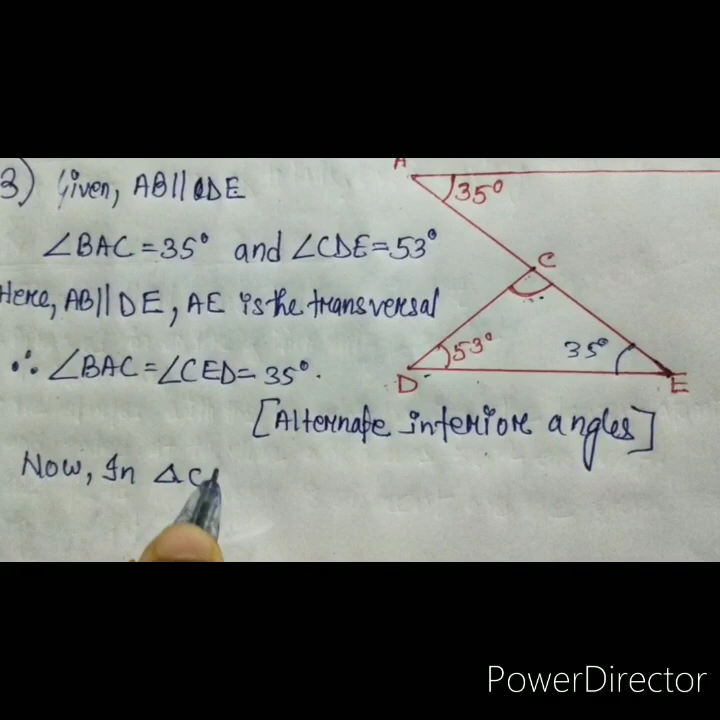 3) Given, AB||DE
∠BAC = 35° and ∠CDE = 53°
Here, AB||DE, AE is the transversal
∴ ∠BAC = ∠CED = 35°.
[Alternate interior angles]
Now, In ΔC
A
35°
C
53°
35°
D
E
PowerDirector